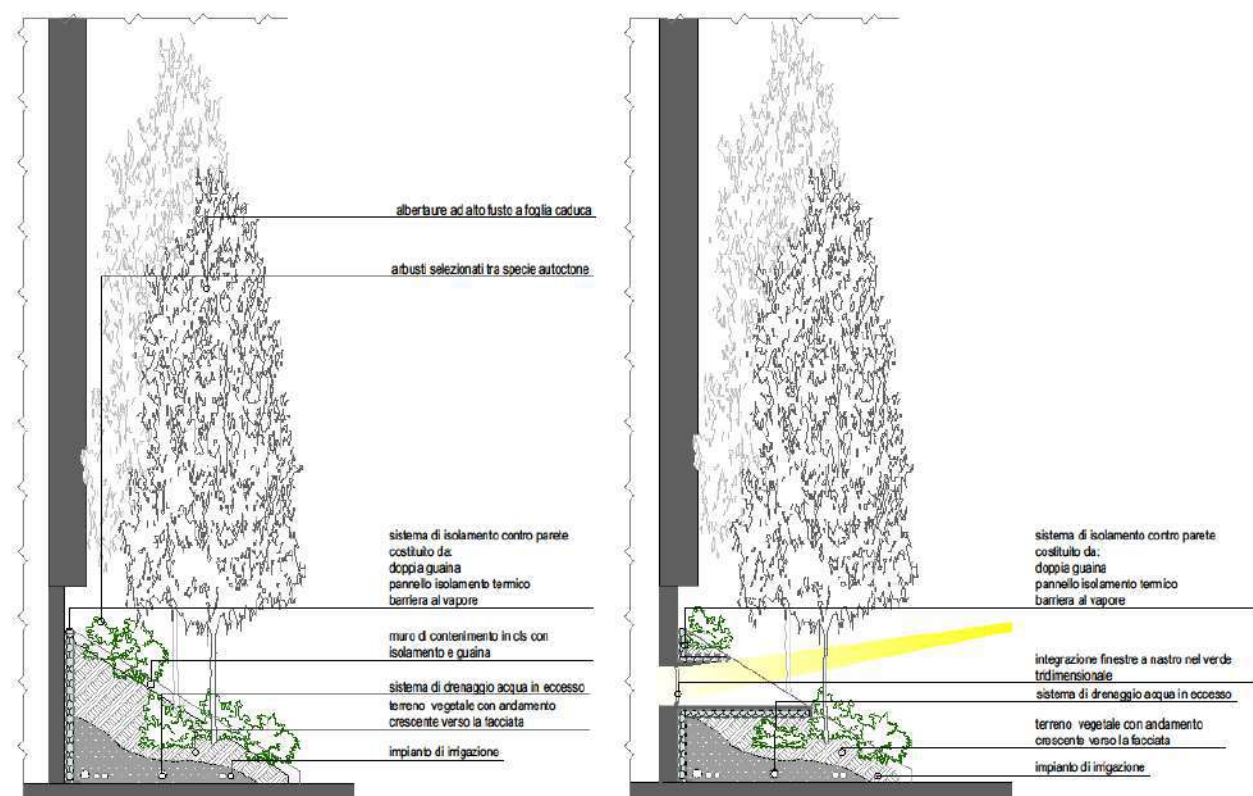 albertaure ad alto fusto a foglia caduca
arbusti selezionati tra specie autoctone
sistema di isolamento contro parete
costituito da:
doppia guaina
pannello isolamento termico
barriera al vapore
muro di contenimento in cls con
isolamento e guaina
sistema di drenaggio acqua in eccesso
terreno vegetale con andamento
crescente verso la facciata
impianto di irrigazione
sistema di isolamento contro parete
costituito da:
doppia guaina
pannello isolamento termico
barriera al vapore
integrazione finestre a nastro nel verde
tridimensionale
sistema di drenaggio acqua in eccesso
terreno vegetale con andamento
crescente verso la facciata
impianto di irrigazione